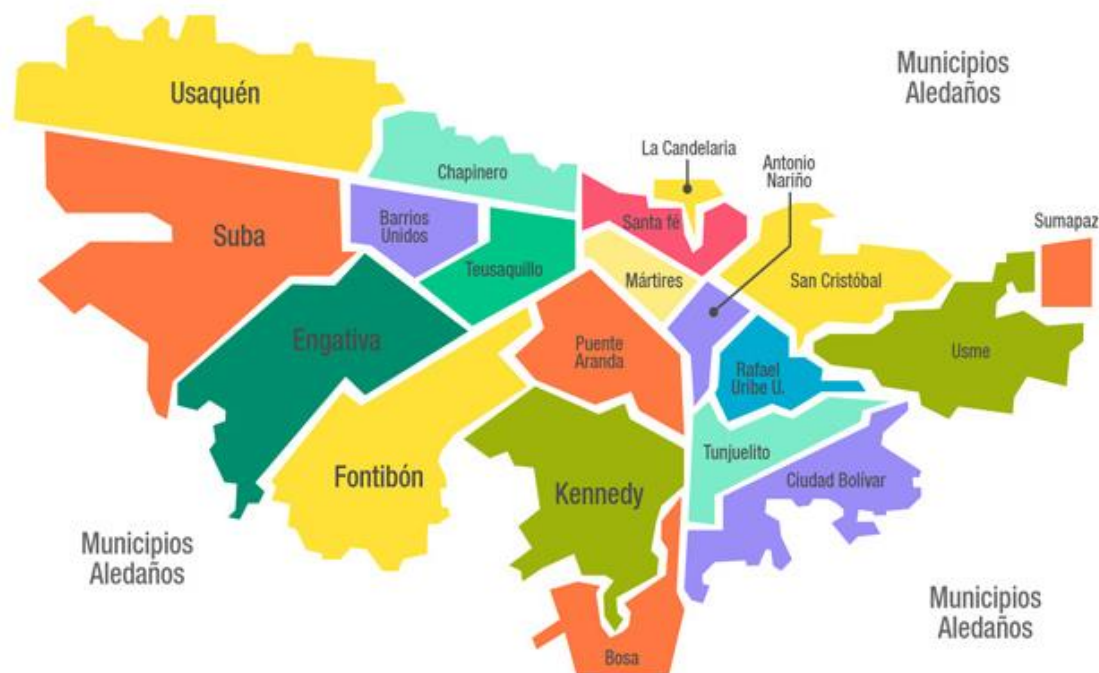 Municipios
Aledaños
Usaquén
La Candelaria
Antonio
Nariño
Chapinero
Sumapaz
Barrios
Unidos
Santa fé
Suba
Teusaquillo
Mártires
San Cristóbal
Engativa
Puente
Aranda
Usme
Rafael
Uribe U.
Tunjuelito
Fontibón
Kennedy
Ciudad Bolívar
Municipios
Aledaños
Municipios
Aledaños
Bosa